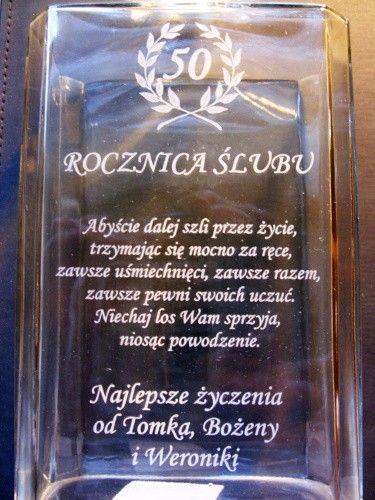 50
ROCZNICA ŚLUBU
Abyście dalej szli przez życie,
trzymając się mocno za ręce,
zawsze uśmiechnięci, zawsze razem,
zawsze pewni swoich uczuć.
Niechaj los Wam sprzyja,
niosąc powodzenie.
Najlepsze życzenia
od Tomka, Bożeny
i Weroniki